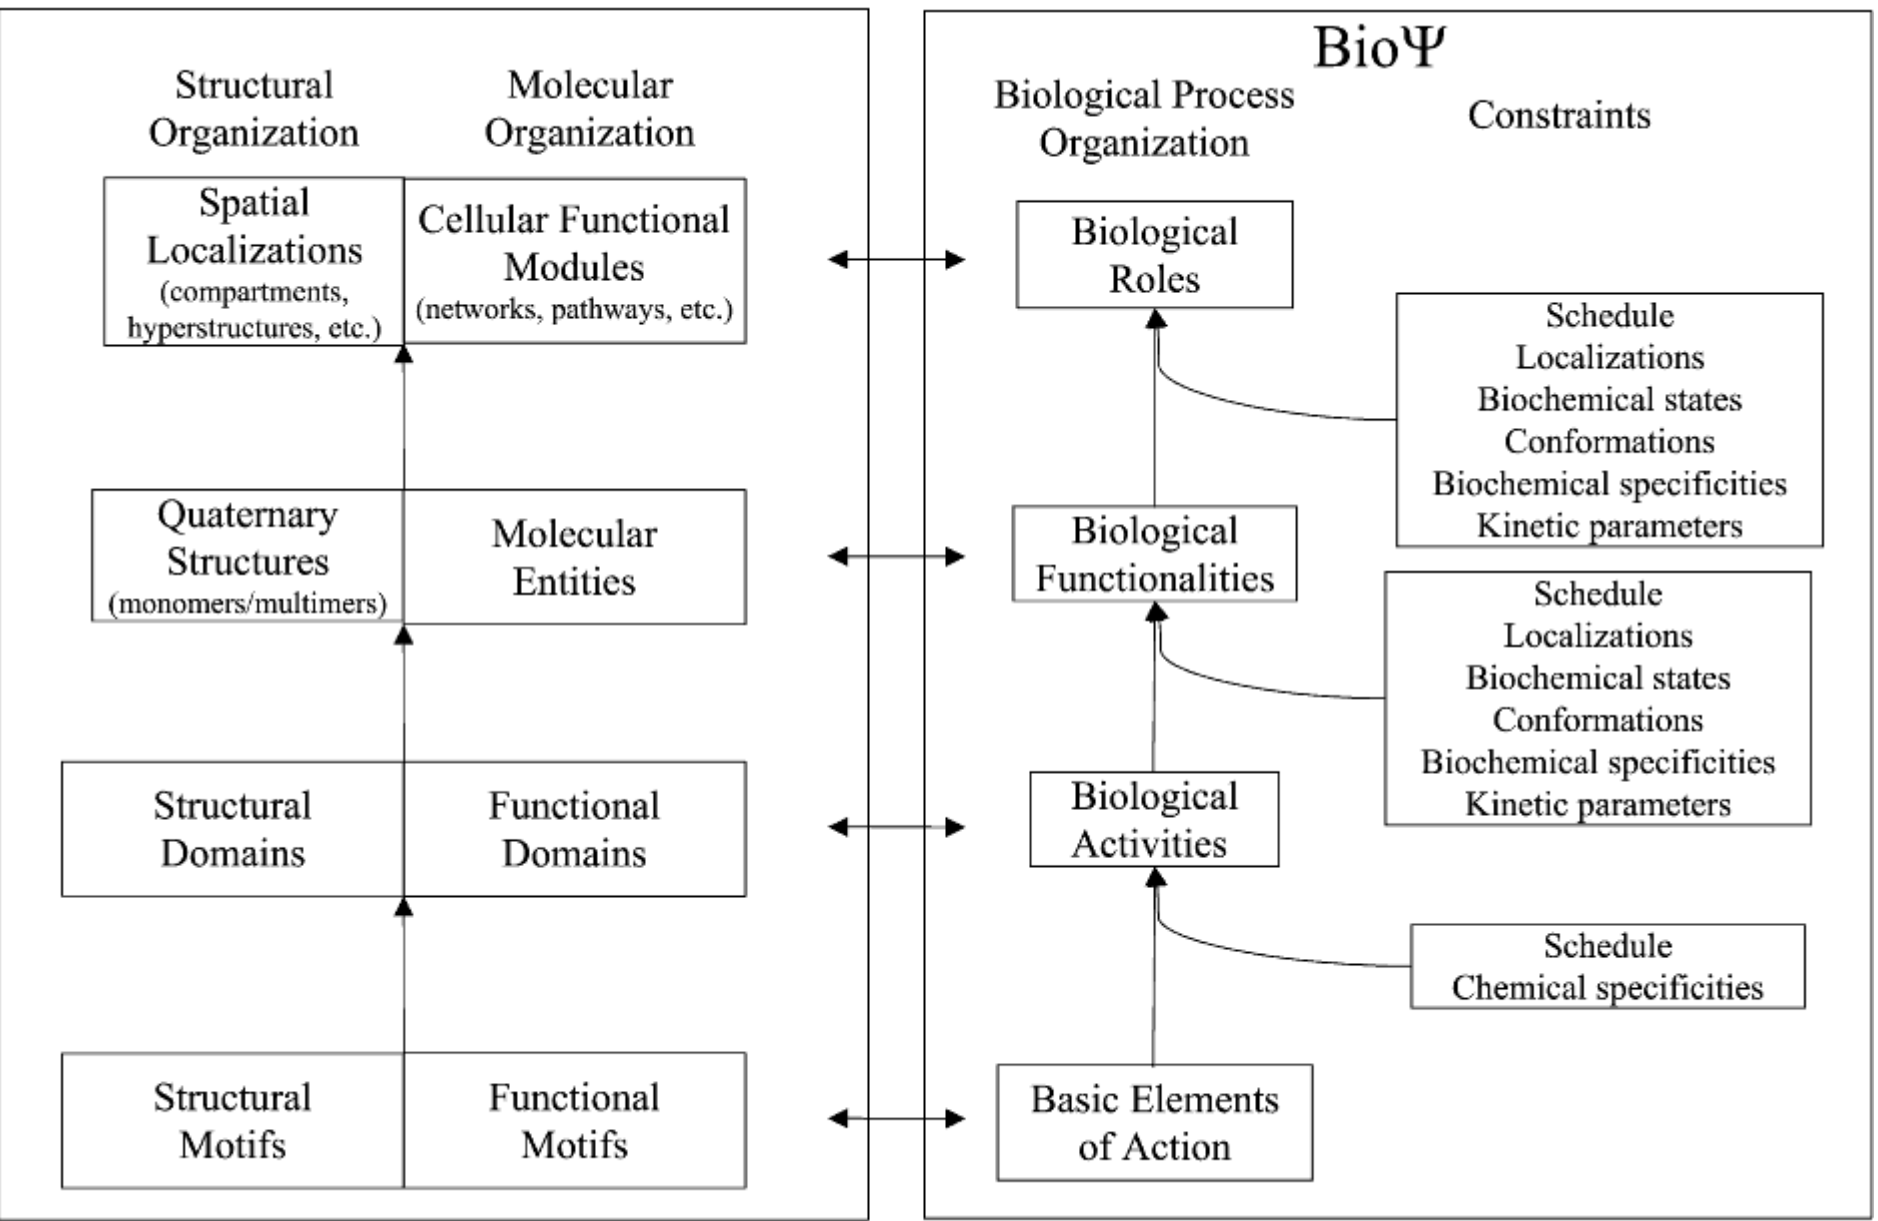 Structural
Organization
Molecular
Organization
Spatial
Localizations
(compartments,
hyperstructures, etc.)
Cellular Functional
Modules
(networks, pathways, etc.)
Quaternary
Structures
(monomers/multimers)
Molecular
Entities
Structural
Domains
Functional
Domains
Structural
Motifs
Functional
Motifs
BioΨ
Biological Process
Organization
Constraints
Biological
Roles
Schedule
Localizations
Biochemical states
Conformations
Biochemical specificities
Kinetic parameters
Biological
Functionalities
Schedule
Localizations
Biochemical states
Conformations
Biochemical specificities
Kinetic parameters
Biological
Activities
Schedule
Chemical specificities
Basic Elements
of Action